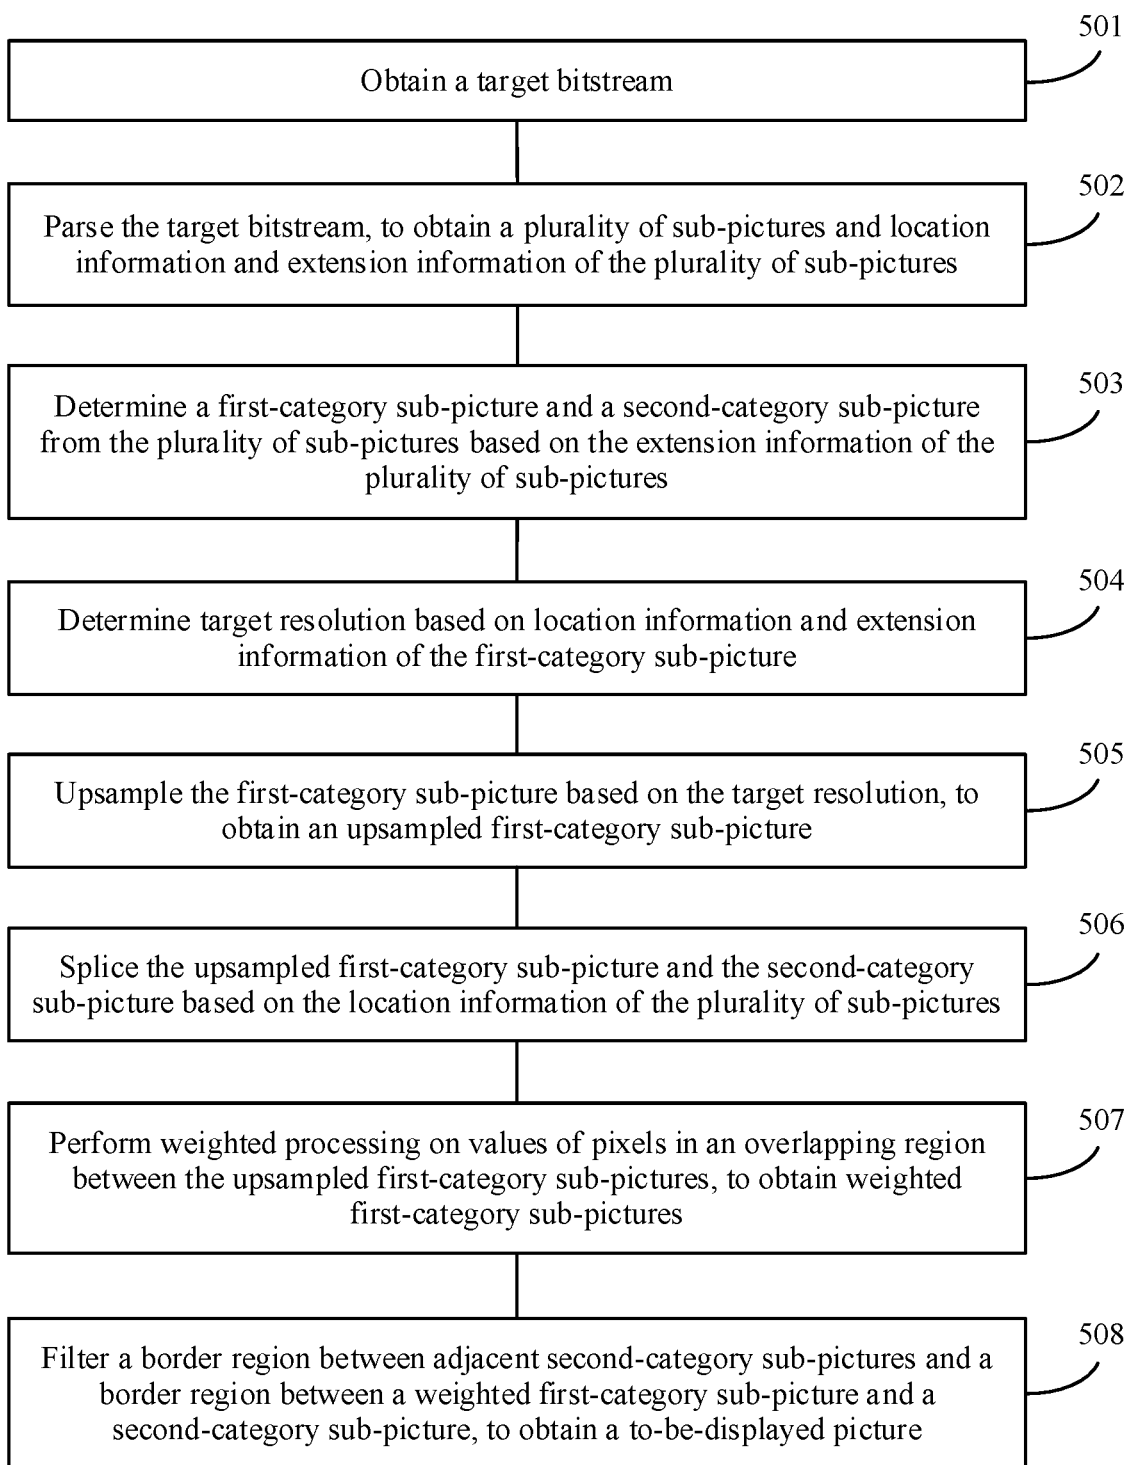 501
Obtain a target bitstream
502
Parse the target bitstream, to obtain a plurality of sub-pictures and location
information and extension information of the plurality of sub-pictures
503
Determine a first-category sub-picture and a second-category sub-picture
from the plurality of sub-pictures based on the extension information of the
plurality of sub-pictures
504
Determine target resolution based on location information and extension
information of the first-category sub-picture
505
Upsample the first-category sub-picture based on the target resolution, to
obtain an upsampled first-category sub-picture
506
Splice the upsampled first-category sub-picture and the second-category
sub-picture based on the location information of the plurality of sub-pictures
507
Perform weighted processing on values of pixels in an overlapping region
between the upsampled first-category sub-pictures, to obtain weighted
first-category sub-pictures
508
Filter a border region between adjacent second-category sub-pictures and a
border region between a weighted first-category sub-picture and a
second-category sub-picture, to obtain a to-be-displayed picture